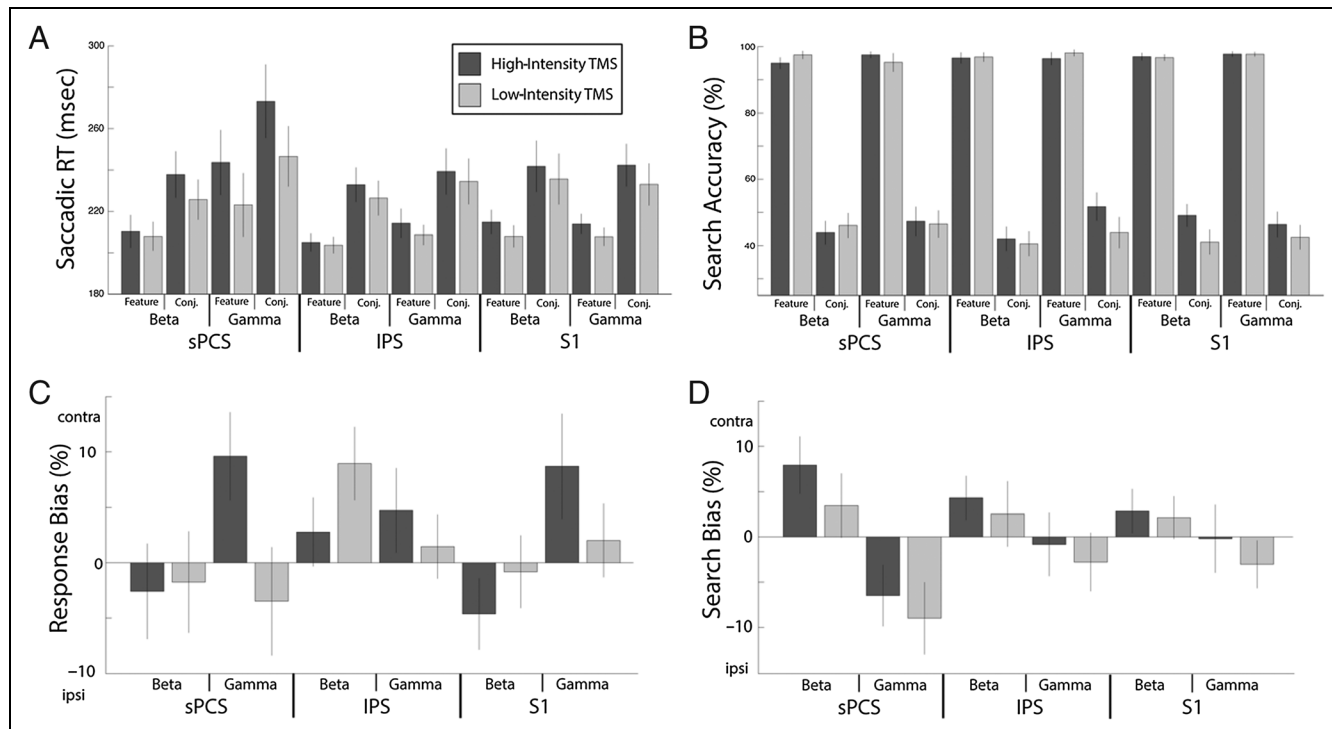 A
Saccadic RT (msec)
300
260
220
180
High-Intensity TMS
Low-Intensity TMS
Feature Conj. Feature Conj. Feature Conj. Feature Conj. Feature Conj. Feature Conj.
Beta Gamma Beta Gamma Beta Gamma
sPCS IPS S1
B
Search Accuracy (%)
100
80
60
40
Feature Conj. Feature Conj. Feature Conj. Feature Conj. Feature Conj. Feature Conj.
Beta Gamma Beta Gamma Beta Gamma
sPCS IPS S1
C
Response Bias (%)
contra
10
0
−10
ipsi
Beta Gamma Beta Gamma Beta Gamma
sPCS IPS S1
D
Search Bias (%)
contra
10
0
−10
ipsi
Beta Gamma Beta Gamma Beta Gamma
sPCS IPS S1